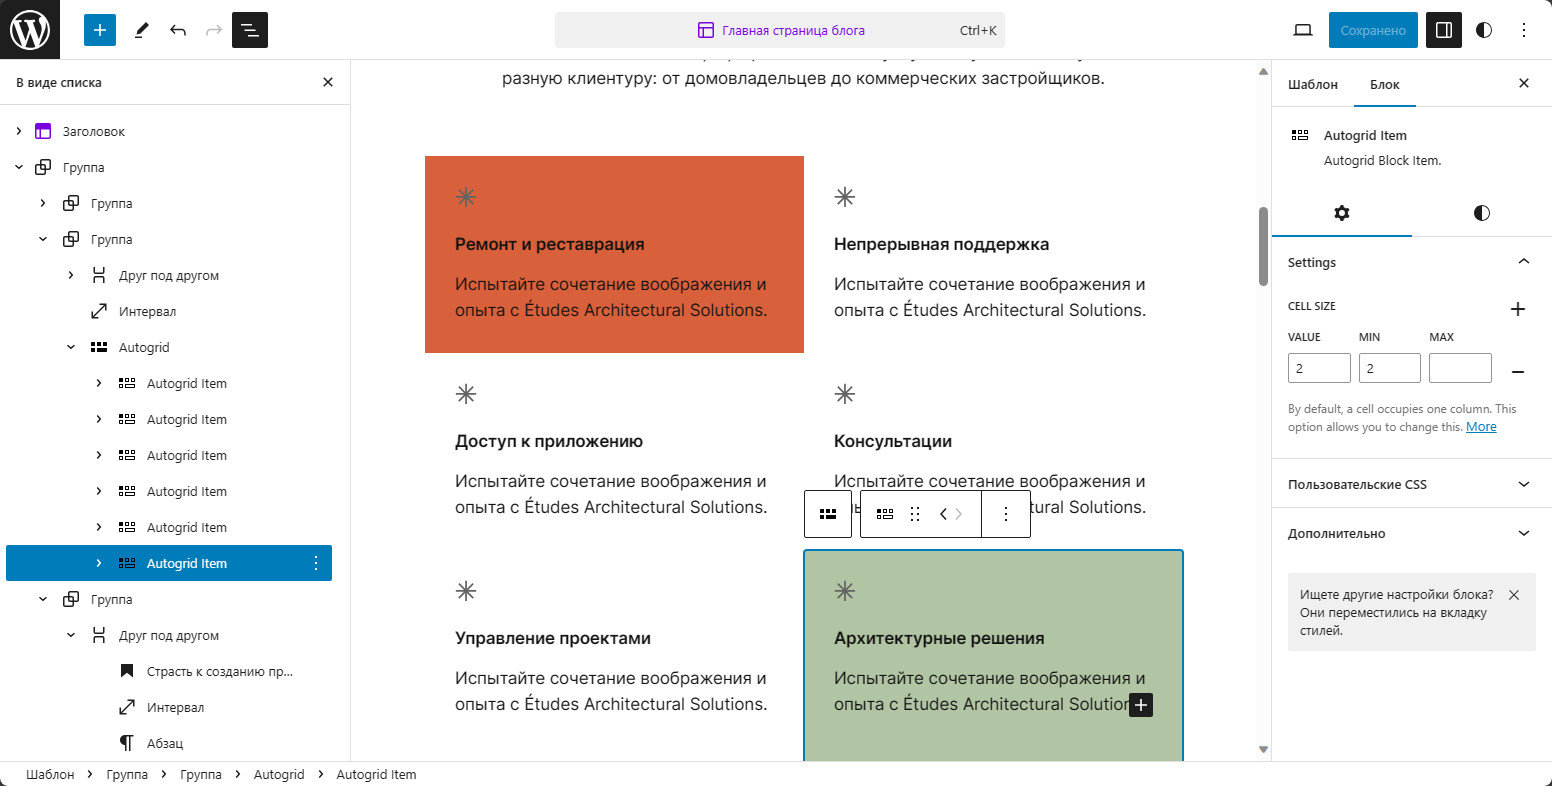 Главная страница блога
Ctrl+K
Сохранено
В виде списка
Заголовок
Группа
Группа
Группа
Друг под другом
Интервал
Autogrid
Autogrid Item
Autogrid Item
Autogrid Item
Autogrid Item
Autogrid Item
Autogrid Item
Группа
Друг под другом
Страсть к созданию пр...
Интервал
Абзац
разную клиентуру: от домовладельцев до коммерческих застройщиков.
Ремонт и реставрация
Испытайте сочетание воображения и
опыта с Études Architectural Solutions.
Непрерывная поддержка
Испытайте сочетание воображения и
опыта с Études Architectural Solutions.
Доступ к приложению
Испытайте сочетание воображения и
опыта с Études Architectural Solutions.
Консультации
Испытайте сочетание воображения и
tural Solutions.
Управление проектами
Испытайте сочетание воображения и
опыта с Études Architectural Solutions.
Архитектурные решения
Испытайте сочетание воображения и
опыта с Études Architectural Solution
Шаблон
Блок
Autogrid Item
Autogrid Block Item.
Settings
CELL SIZE
VALUE MIN MAX
2 2
By default, a cell occupies one column. This
option allows you to change this. More
Пользовательские CSS
Дополнительно
Ищете другие настройки блока?
Они переместились на вкладку
стилей.
Шаблон > Группа > Группа > Autogrid > Autogrid Item